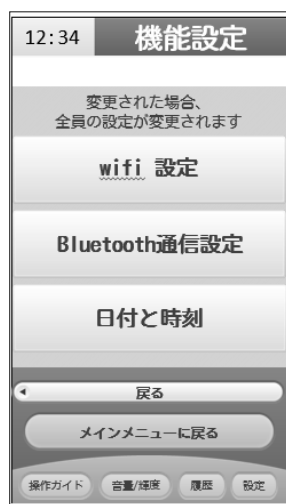 12:34 機能設定
変更された場合、
全員の設定が変更されます
wifi 設定
Bluetooth通信設定
日付と時刻
戻る
メインメニューに戻る
操作ガイド 音量/輝度 履歴 設定